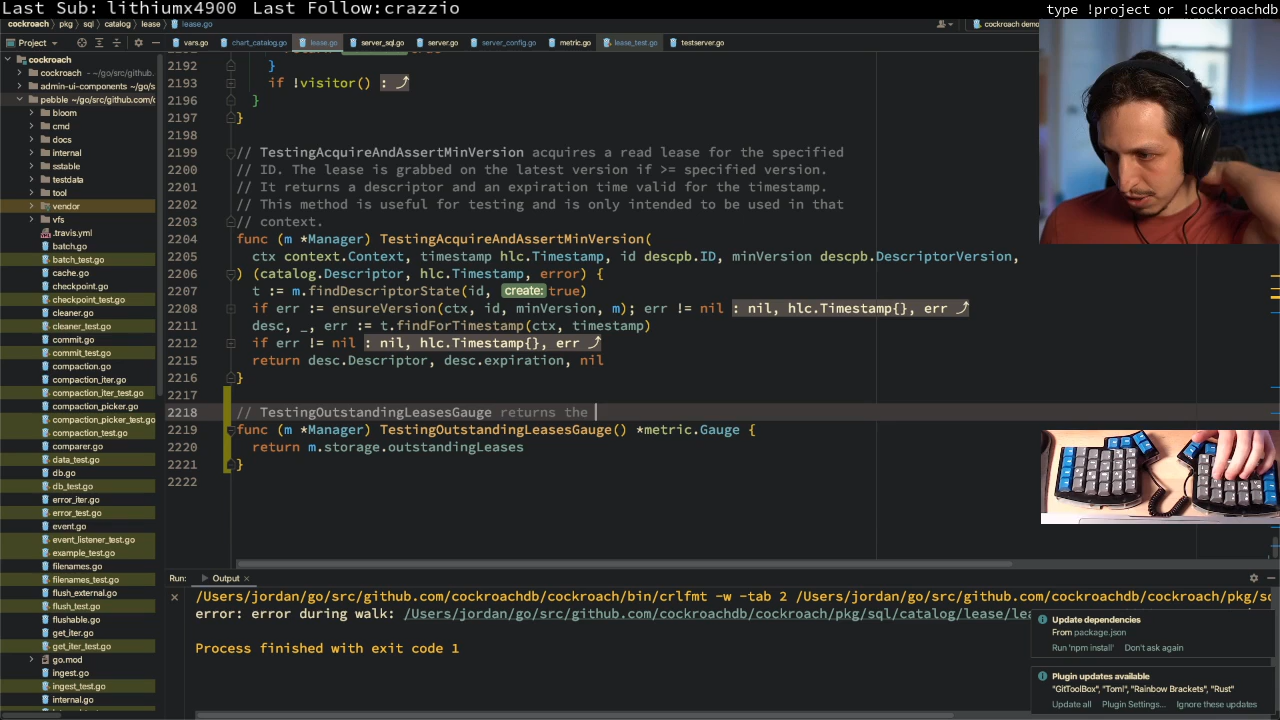 Last Sub: lithiumx4900 Last Follow:crazzio
type !project or !cockroachdb
cockroach pkg sql catalog lease lease.go
cockroach demo
Project
vars.go chart_catalog.go lease.go server_sql.go server.go server_config.go metric.go lease_test.go testserver.go
cockroach
cockroach ~/go/src/github.
admin-ui-components ~/go/s
pebble ~/go/src/github.com/c
bloom
cmd
docs
internal
sstable
testdata
tool
vendor
vfs
.travis.yml
batch.go
batch_test.go
cache.go
checkpoint.go
checkpoint_test.go
cleaner.go
cleaner_test.go
commit.go
commit_test.go
compaction.go
compaction_iter.go
compaction_iter_test.go
compaction_picker.go
compaction_picker_test.go
compaction_test.go
comparer.go
data_test.go
db.go
db_test.go
error_iter.go
error_test.go
event.go
event_listener_test.go
example_test.go
filenames.go
filenames_test.go
flush_external.go
flush_test.go
flushable.go
get_iter.go
get_iter_test.go
go.mod
ingest.go
ingest_test.go
internal.go
2192 }
2193 if !visitor() :
2196 }
2197 }
2198
2199 // TestingAcquireAndAssertMinVersion acquires a read lease for the specified
2200 // ID. The lease is grabbed on the latest version if >= specified version.
2201 // It returns a descriptor and an expiration time valid for the timestamp.
2202 // This method is useful for testing and is only intended to be used in that
2203 // context.
2204 func (m *Manager) TestingAcquireAndAssertMinVersion(
2205 ctx context.Context, timestamp hlc.Timestamp, id descpb.ID, minVersion descpb.DescriptorVersion,
2206 ) (catalog.Descriptor, hlc.Timestamp, error) {
2207 t := m.findDescriptorState(id, create: true)
2208 if err := ensureVersion(ctx, id, minVersion, m); err != nil : nil, hlc.Timestamp{}, err
2211 desc, _, err := t.findForTimestamp(ctx, timestamp)
2212 if err != nil : nil, hlc.Timestamp{}, err
2215 return desc.Descriptor, desc.expiration, nil
2216 }
2217
2218 // TestingOutstandingLeasesGauge returns the
2219 func (m *Manager) TestingOutstandingLeasesGauge() *metric.Gauge {
2220 return m.storage.outstandingLeases
2221 }
2222
Run: Output
/Users/jordan/go/src/github.com/cockroachdb/cockroach/bin/crlfmt -w -tab 2 /Users/jordan/go/src/github.com/cockroachdb/cockroach/pkg/sq
error: error during walk: /Users/jordan/go/src/github.com/cockroachdb/cockroach/pkg/sql/catalog/lease/lea
Process finished with exit code 1
Update dependencies
From package.json
Run 'npm install' Don't ask again
Plugin updates available
"GitToolBox", "Toml", "Rainbow Brackets", "Rust"
Update all Plugin Settings... Ignore these updates